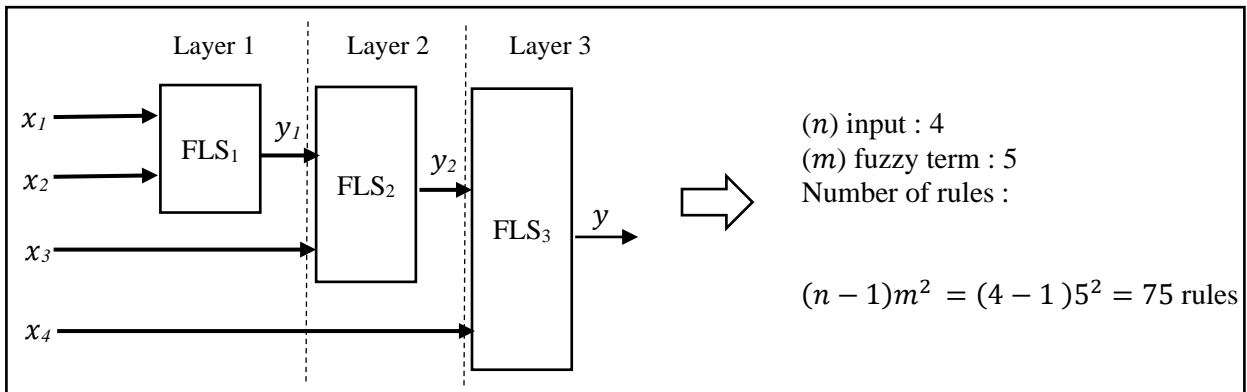 Layer 1 Layer 2 Layer 3
x₁
x₂
x₃
x₄
FLS₁
y₁
FLS₂
y₂
FLS₃
y
(n) input : 4
(m) fuzzy term : 5
Number of rules :
(n − 1)m² = (4 − 1 )5² = 75 rules